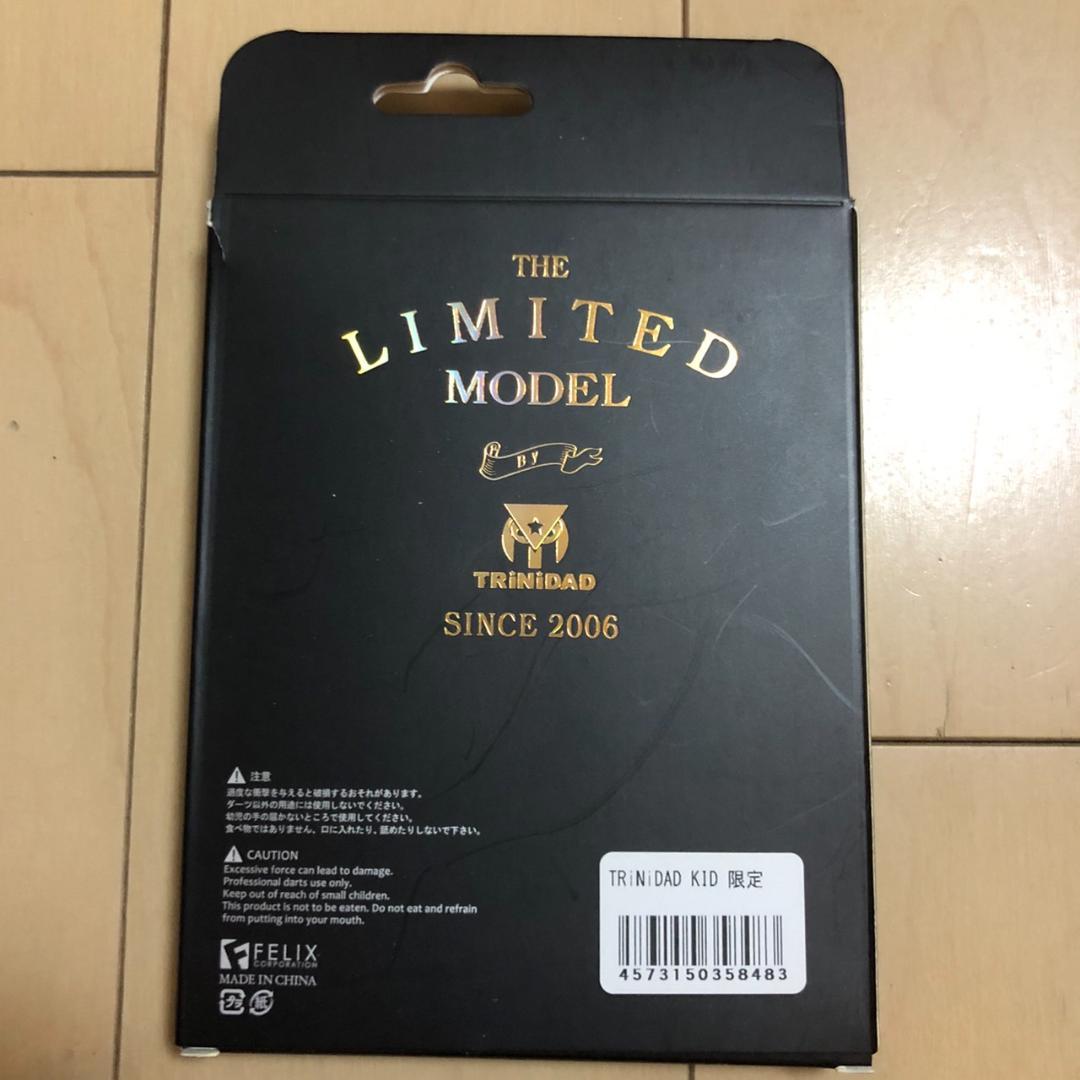 THE
LIMITED
MODEL
BY
TRiNiDAD
SINCE 2006
注意
過度な衝撃を与えると破損するおそれがあります。
ダーツ以外の用途には使用しないでください。
幼児の手の届かないところで使用してください。
食べ物ではありません、口に入れたり、舐めたりしないで下さい。
CAUTION
Excessive force can lead to damage.
Professional darts use only.
Keep out of reach of small children.
This product is not to be eaten. Do not eat and refrain
from putting into your mouth.
FELIX
CORPORATION
MADE IN CHINA
プラ 紙
TRiNiDAD KID 限定
4573150358483